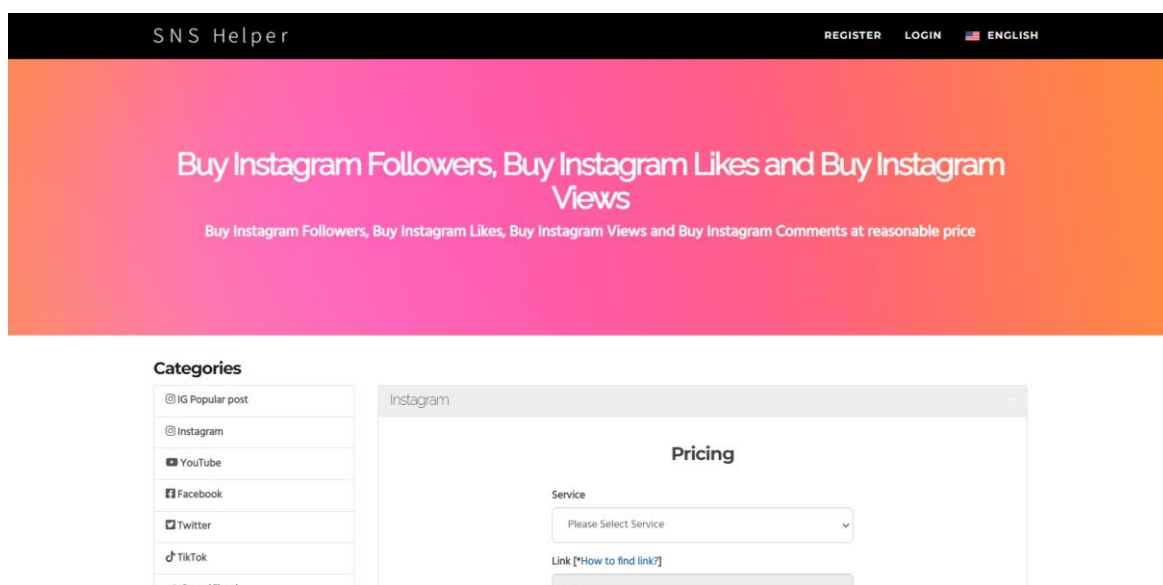 SNS Helper
REGISTER LOGIN ENGLISH
Buy Instagram Followers, Buy Instagram Likes and Buy Instagram
Views
Buy Instagram Followers, Buy Instagram Likes, Buy Instagram Views and Buy Instagram Comments at reasonable price
Categories
IG Popular post
Instagram
YouTube
Facebook
Twitter
TikTok
Instagram
Pricing
Service
Please Select Service
Link [*How to find link?]